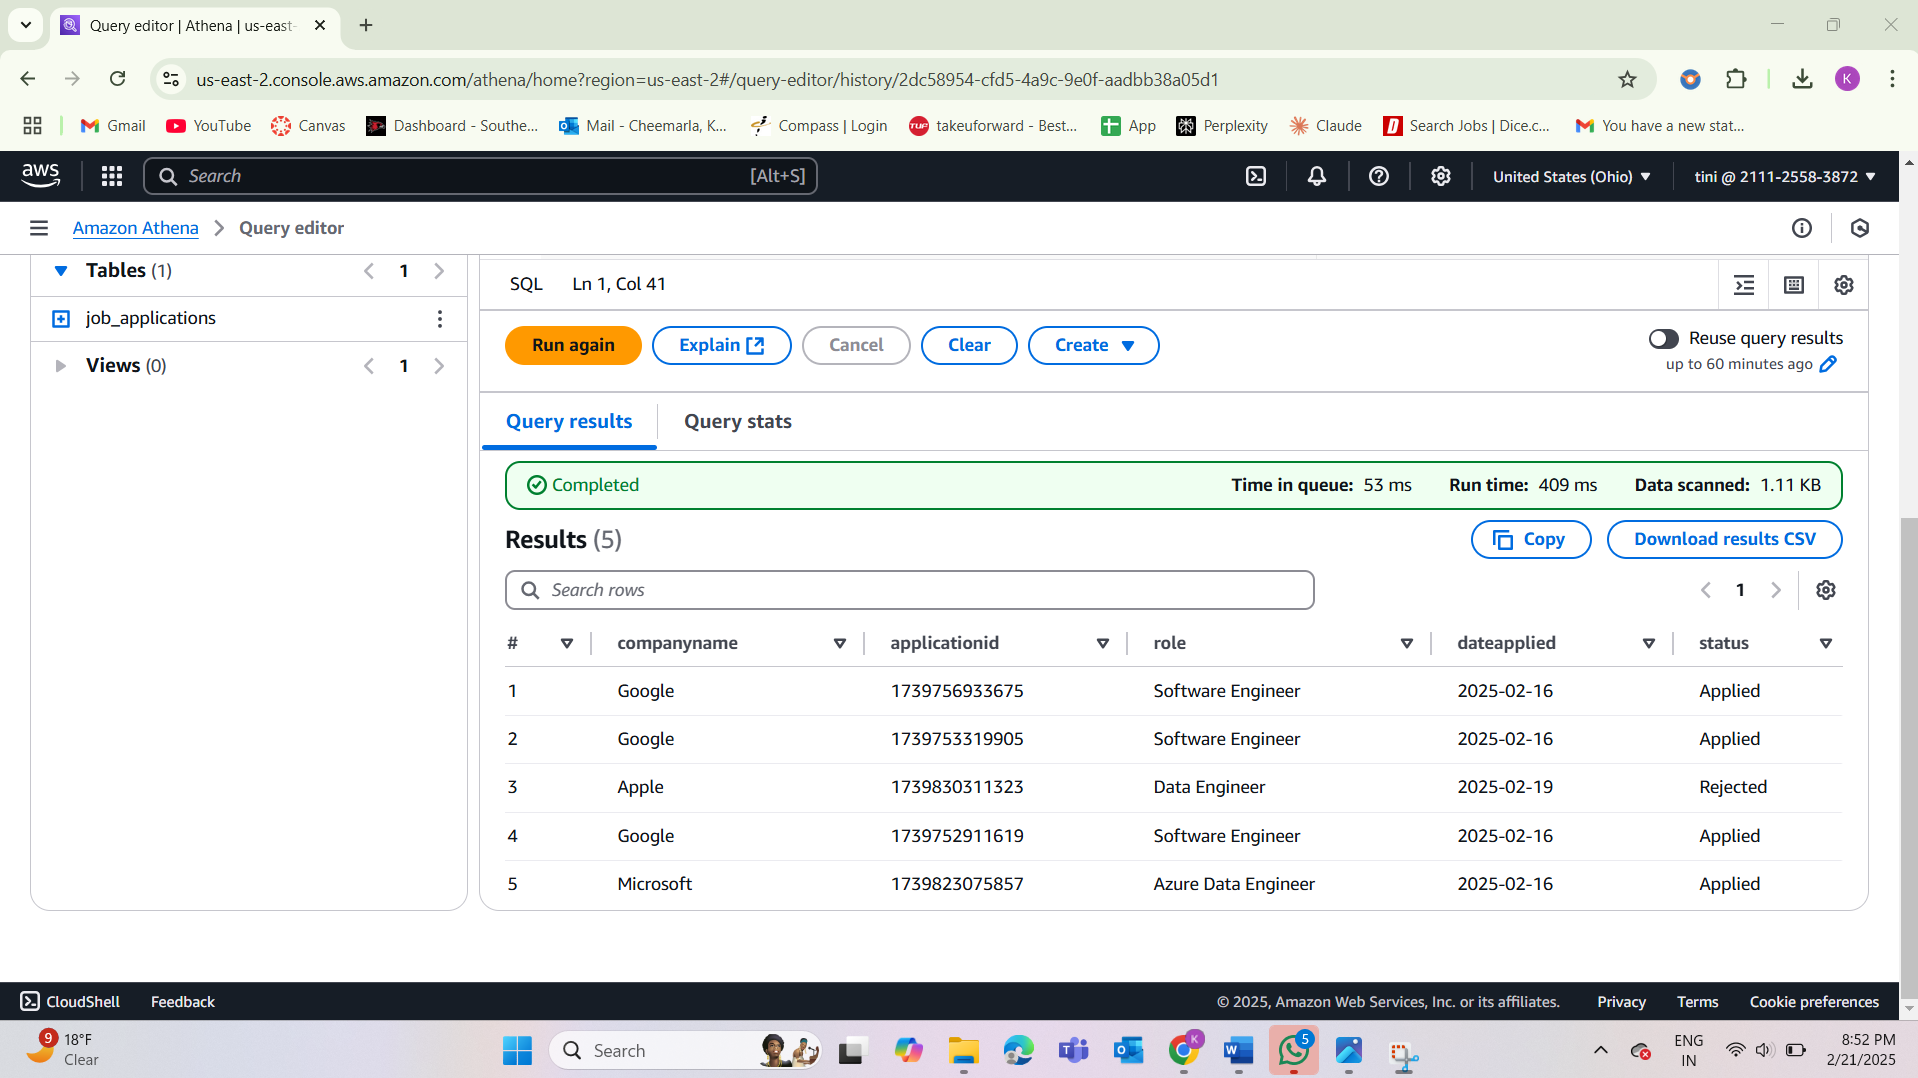 Query editor | Athena | us-east-
us-east-2.console.aws.amazon.com/athena/home?region=us-east-2#/query-editor/history/2dc58954-cfd5-4a9c-9e0f-aadbb38a05d1
K
Gmail YouTube Canvas Dashboard - Southe... Mail - Cheemarla, K... Compass | Login TUF takeuforward - Best... App Perplexity Claude D Search Jobs | Dice.c... You have a new stat...
aws Search [Alt+S] United States (Ohio) tini @ 2111-2558-3872
Amazon Athena Query editor
Tables (1) 1
job_applications
Views (0) 1
SQL Ln 1, Col 41
Run again Explain Cancel Clear Create
Reuse query results
up to 60 minutes ago
Query results Query stats
Completed Time in queue: 53 ms Run time: 409 ms Data scanned: 1.11 KB
Results (5) Copy Download results CSV
Search rows 1
# companyname applicationid role dateapplied status
1 Google 1739756933675 Software Engineer 2025-02-16 Applied
2 Google 1739753319905 Software Engineer 2025-02-16 Applied
3 Apple 1739830311323 Data Engineer 2025-02-19 Rejected
4 Google 1739752911619 Software Engineer 2025-02-16 Applied
5 Microsoft 1739823075857 Azure Data Engineer 2025-02-16 Applied
CloudShell Feedback © 2025, Amazon Web Services, Inc. or its affiliates. Privacy Terms Cookie preferences
9 18°F
Clear
Search
K
5
ENG
IN
8:52 PM
2/21/2025